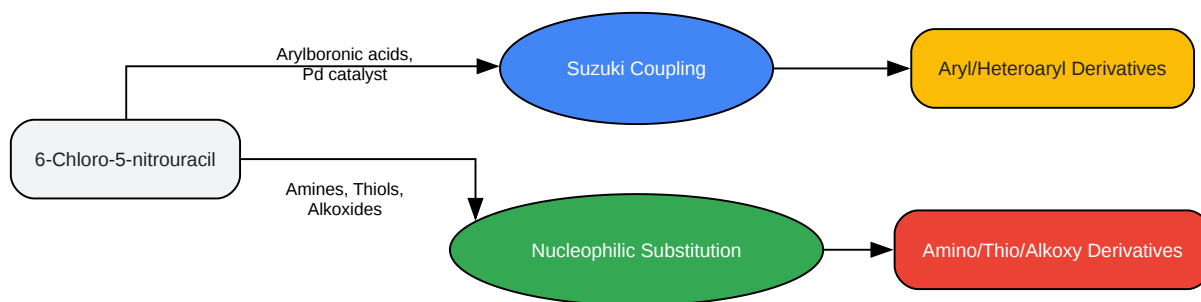 Arylboronic acids,
Pd catalyst
Suzuki Coupling
Aryl/Heteroaryl Derivatives
6-Chloro-5-nitrouracil
Amines, Thiols,
Alkoxides
Nucleophilic Substitution
Amino/Thio/Alkoxy Derivatives